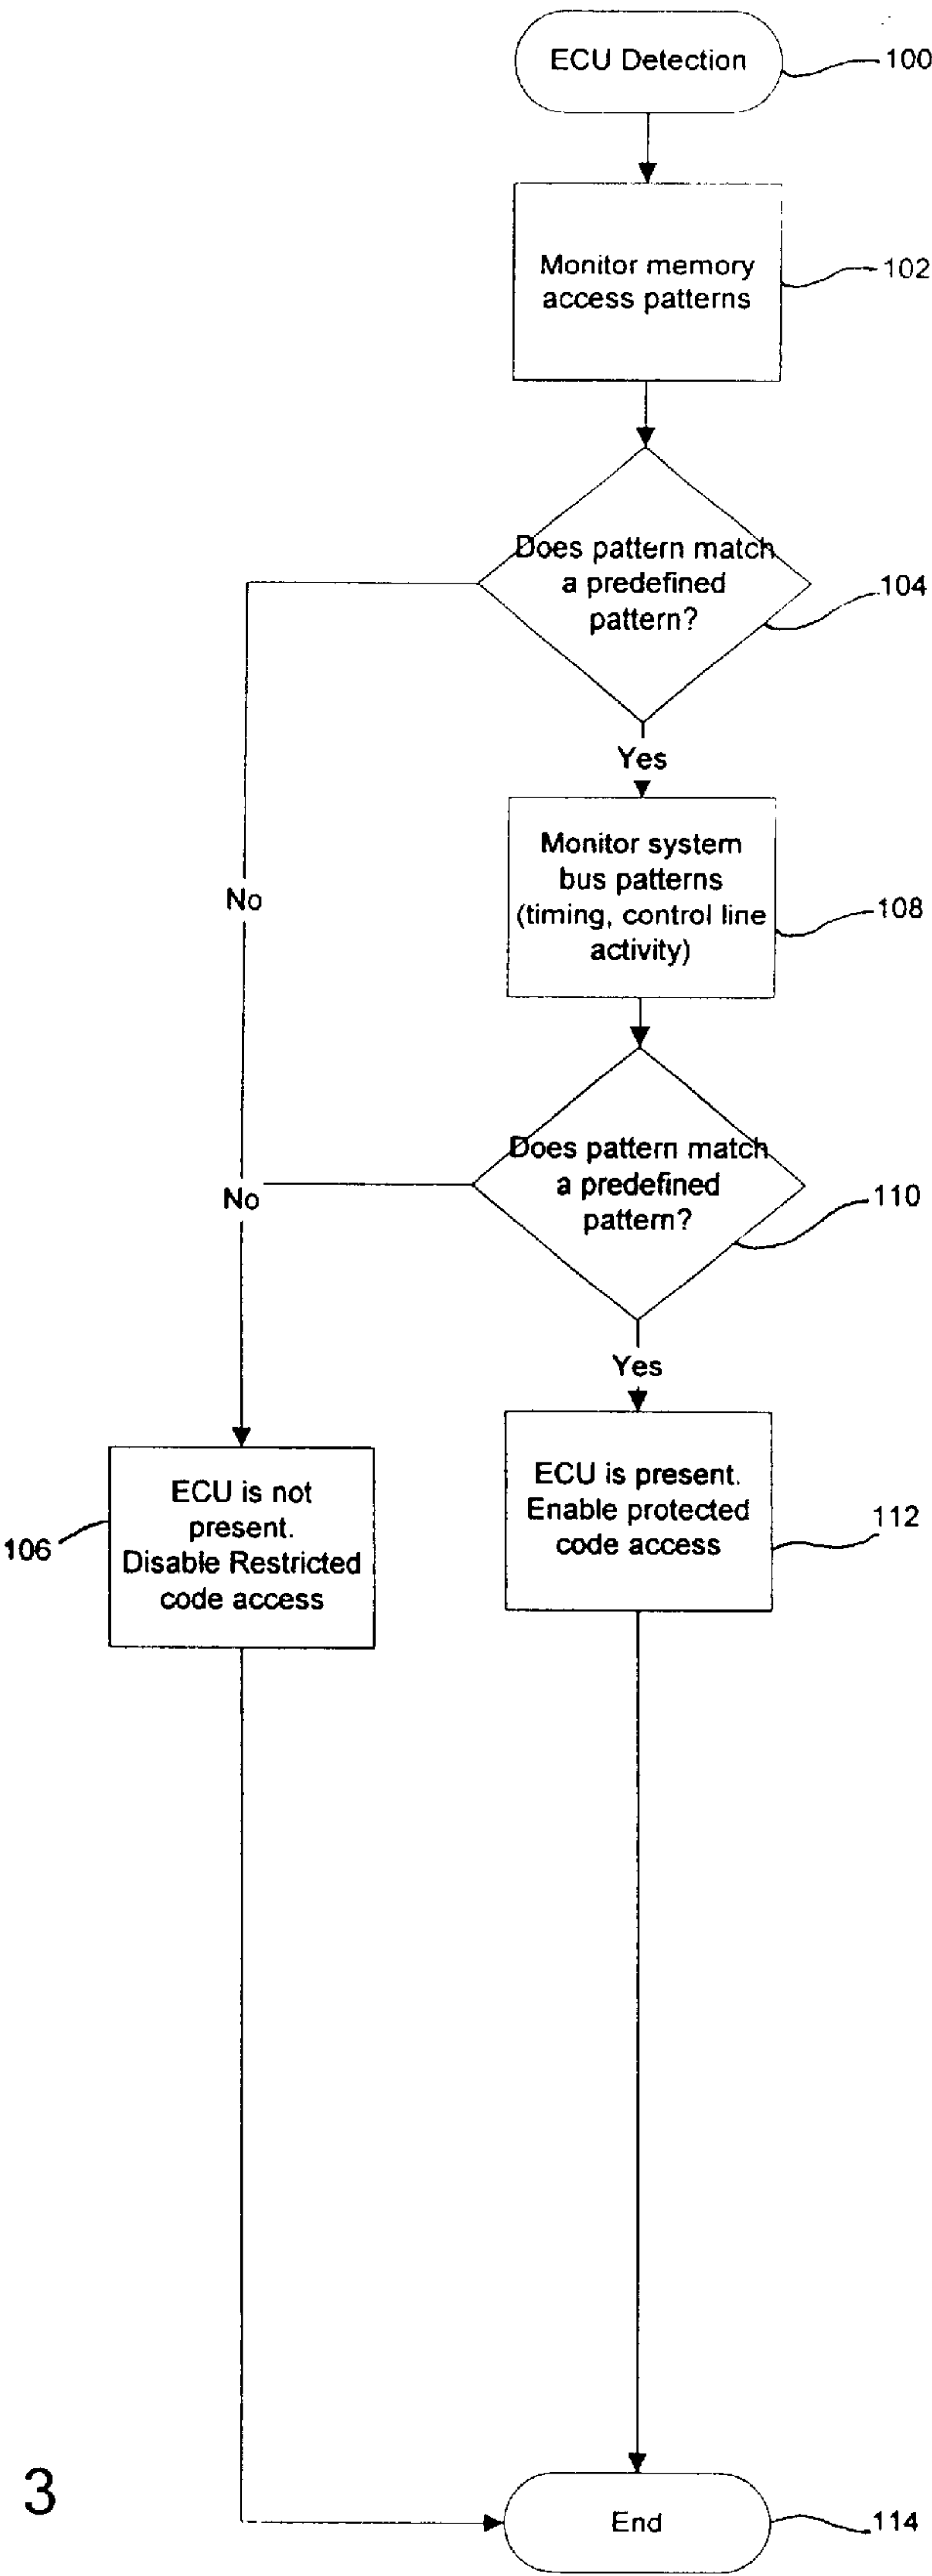 ECU Detection
100
Monitor memory
access patterns
102
Does pattern match
a predefined
pattern?
104
Yes
No
Monitor system
bus patterns
(timing, control line
activity)
108
Does pattern match
a predefined
pattern?
110
No
Yes
ECU is not
present.
Disable Restricted
code access
106
ECU is present.
Enable protected
code access
112
3
End
114